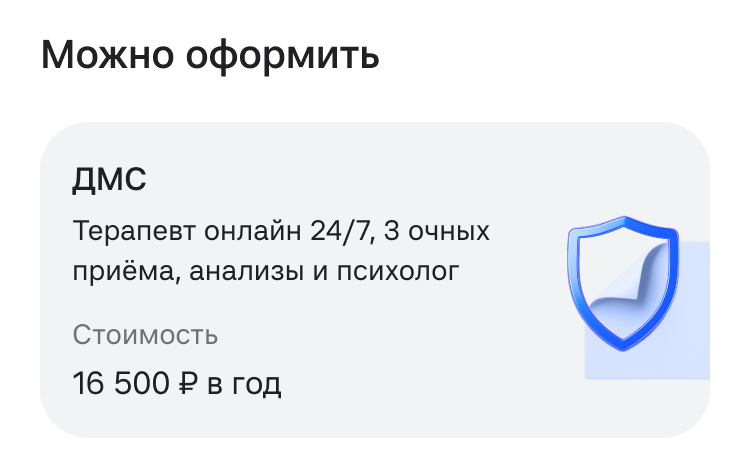 Можно оформить
ДМС
Терапевт онлайн 24/7, 3 очных
приёма, анализы и психолог
Стоимость
16 500 ₽ в год